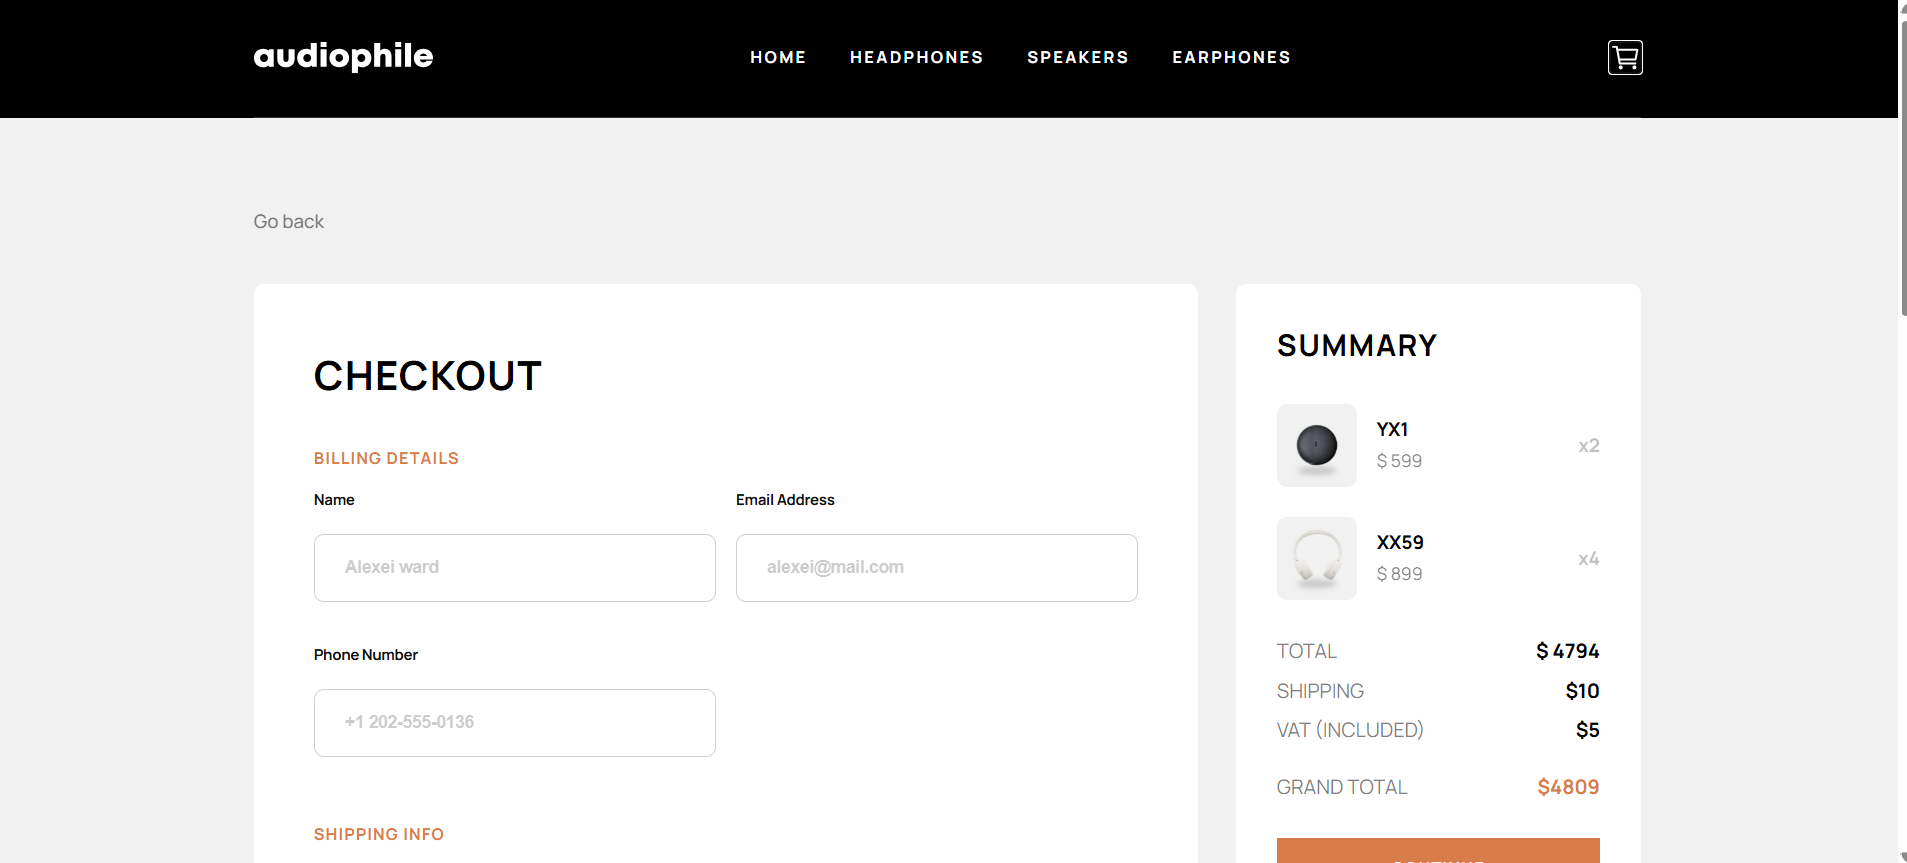 audiophile
HOME HEADPHONES SPEAKERS EARPHONES
Go back
CHECKOUT
BILLING DETAILS
Name
Email Address
Alexei ward
alexei@mail.com
Phone Number
+1 202-555-0136
SHIPPING INFO
SUMMARY
YX1
$ 599
x2
XX59
$ 899
x4
TOTAL $ 4794
SHIPPING $10
VAT (INCLUDED) $5
GRAND TOTAL $4809